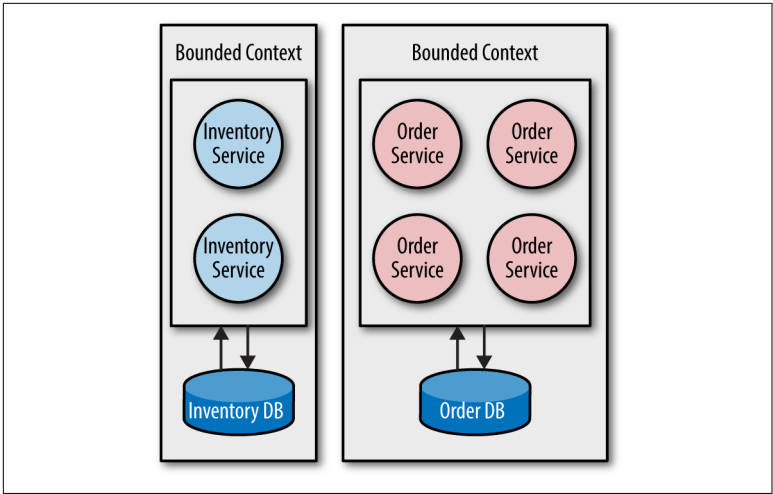 Bounded Context
Inventory
Service
Inventory
Service
Inventory DB
Bounded Context
Order
Service
Order
Service
Order
Service
Order
Service
Order DB